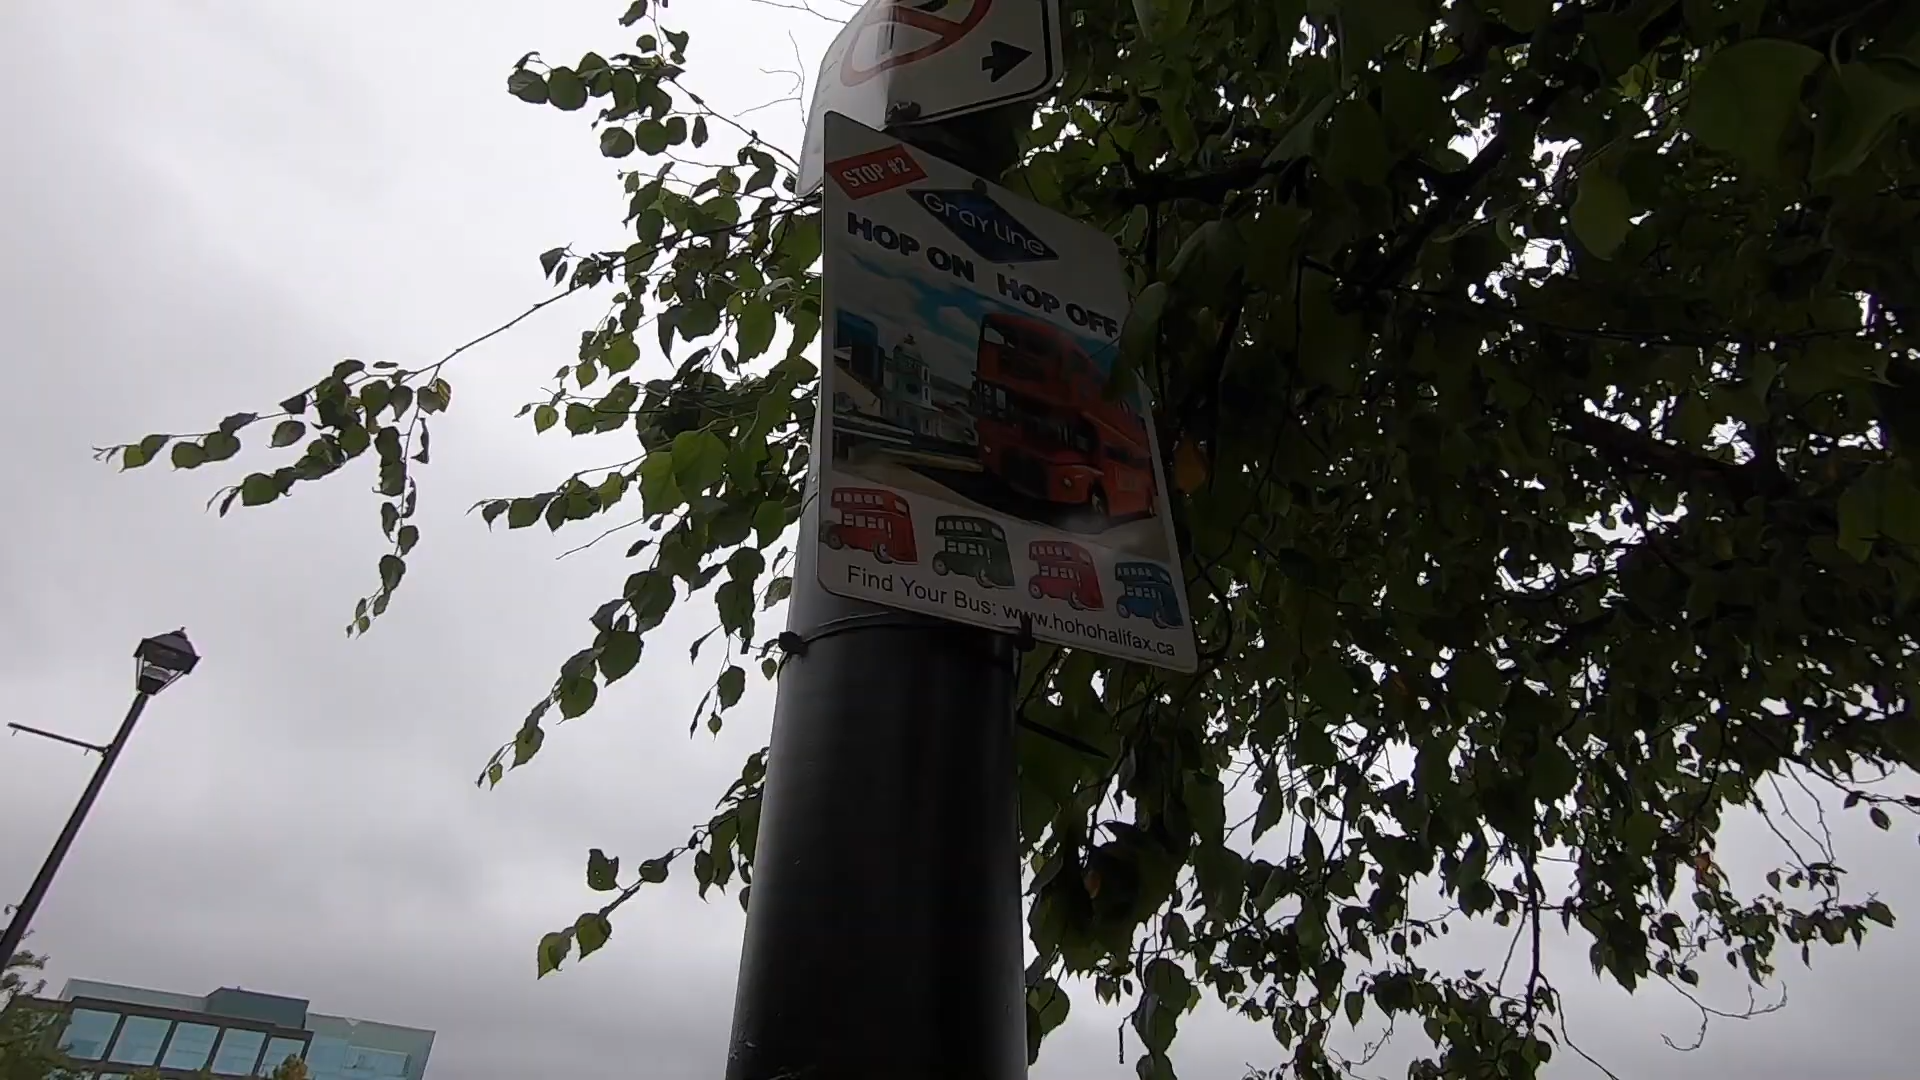 STOP #2
Gray Line
HOP ON HOP OFF
Find Your Bus: www.hohohalifax.ca